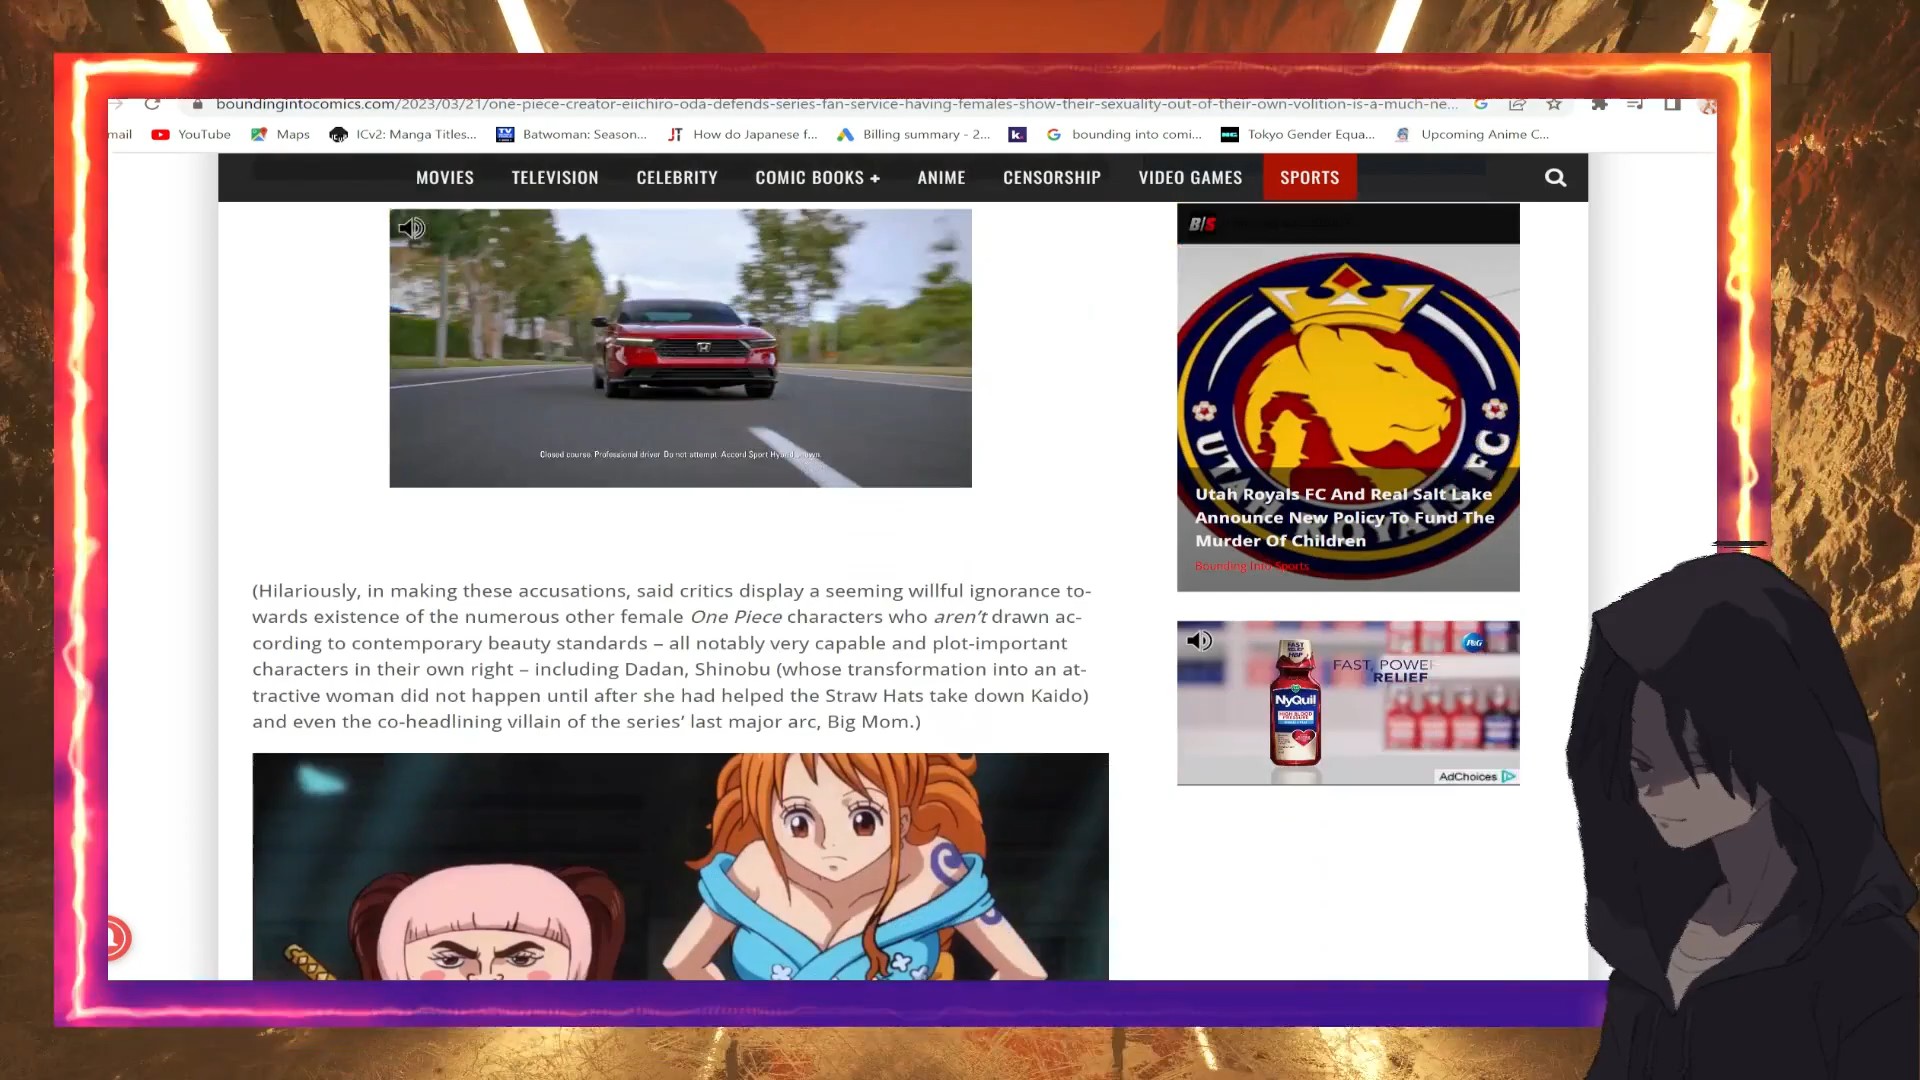 boundingintocomics.com/2023/03/21/one-piece-creator-eiichiro-oda-defends-series-fan-service-having-females-show-their-sexuality-out-of-their-own-volition-is-a-much-ne...
mail YouTube Maps ICv2: Manga Titles... Batwoman: Season... How do Japanese f... Billing summary - 2... bounding into comi... Tokyo Gender Equa... Upcoming Anime C...
MOVIES TELEVISION CELEBRITY COMIC BOOKS + ANIME CENSORSHIP VIDEO GAMES SPORTS
Closed course. Professional driver. Do not attempt. Accord Sport Hybrid shown.
(Hilariously, in making these accusations, said critics display a seeming willful ignorance to-
wards existence of the numerous other female One Piece characters who aren't drawn ac-
cording to contemporary beauty standards – all notably very capable and plot-important
characters in their own right – including Dadan, Shinobu (whose transformation into an at-
tractive woman did not happen until after she had helped the Straw Hats take down Kaido)
and even the co-headlining villain of the series' last major arc, Big Mom.)
B/S
UTAH ROYALS FC
Utah Royals FC And Real Salt Lake
Announce New Policy To Fund The
Murder Of Children
Bounding Into Sports
FAST, POWER
RELIEF
P&G
NyQuil
HIGH BLOOD
PRESSURE
AdChoices